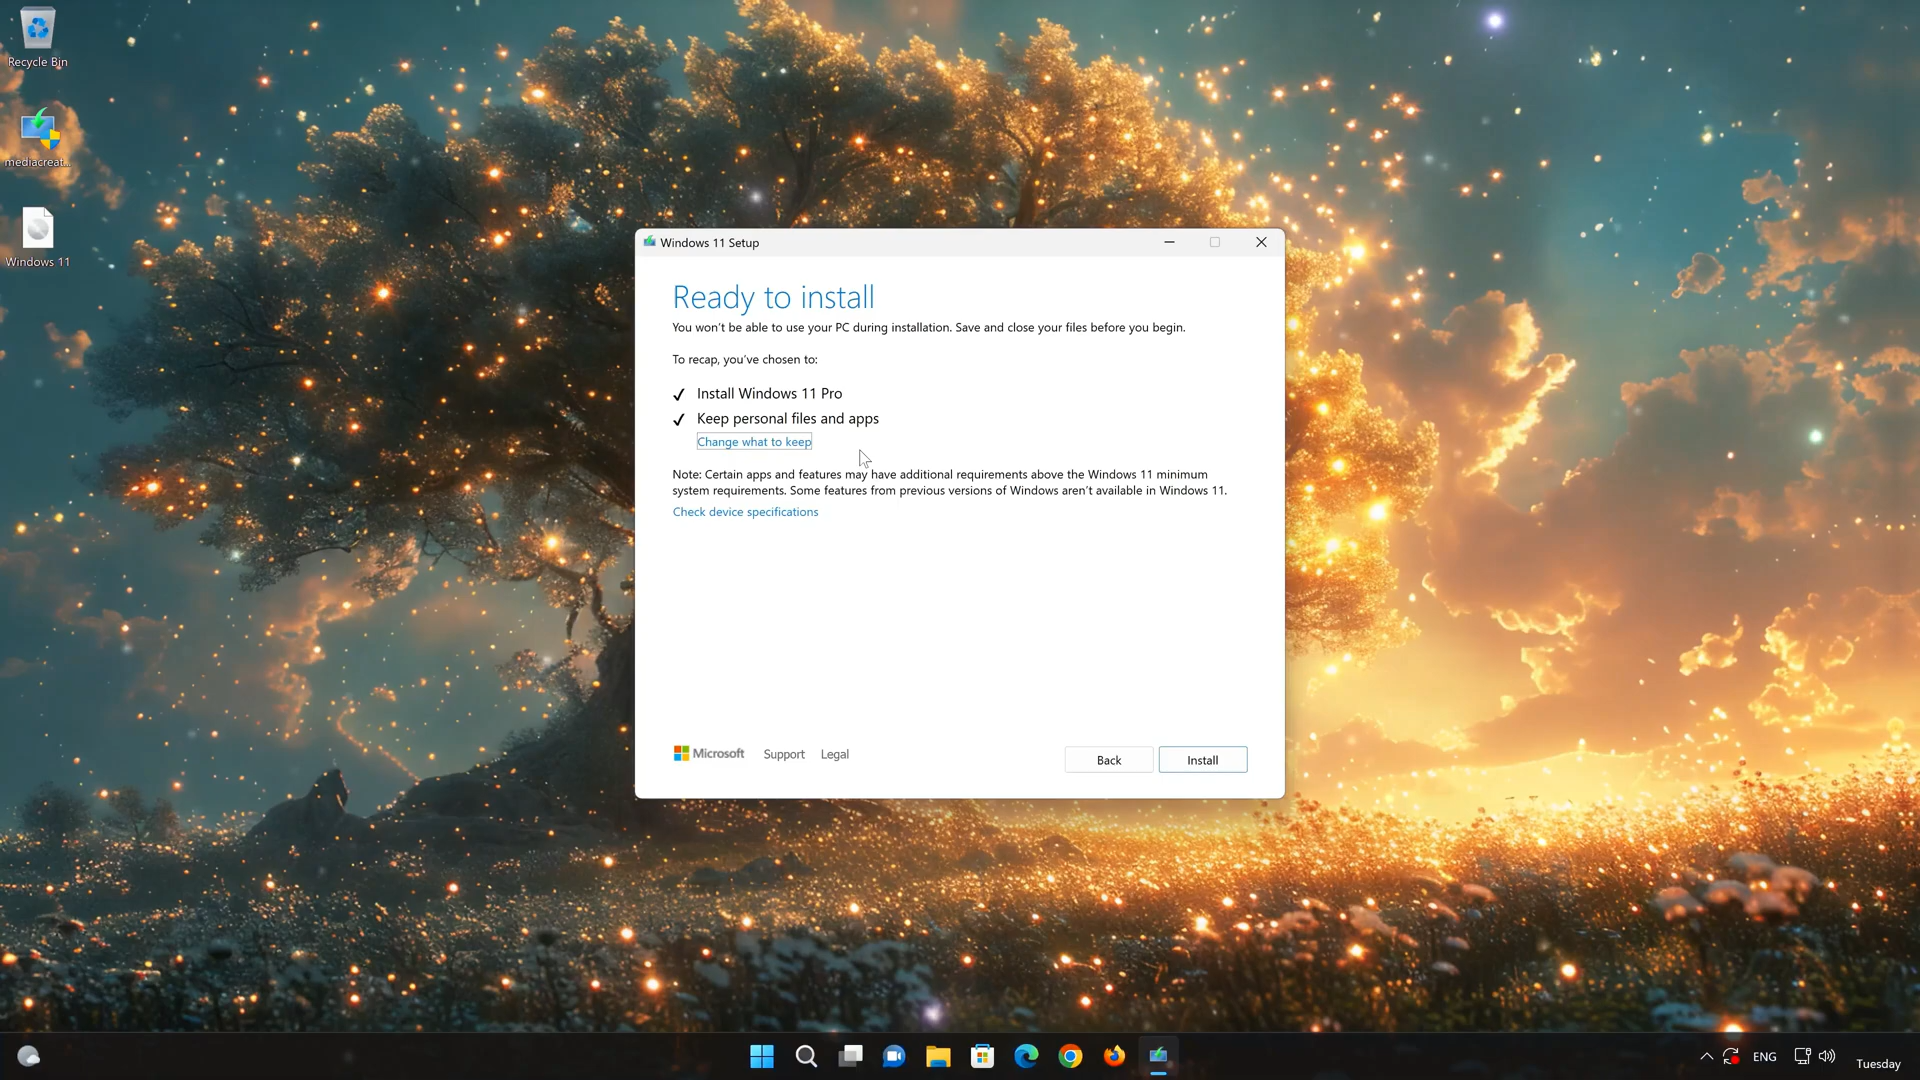 Recycle Bin
mediacreat...
Windows 11
Windows 11 Setup
Ready to install
You won't be able to use your PC during installation. Save and close your files before you begin.
To recap, you've chosen to:
Install Windows 11 Pro
Keep personal files and apps
Change what to keep
Note: Certain apps and features may have additional requirements above the Windows 11 minimum
system requirements. Some features from previous versions of Windows aren't available in Windows 11.
Check device specifications
Microsoft Support Legal
Back Install
ENG
Tuesday